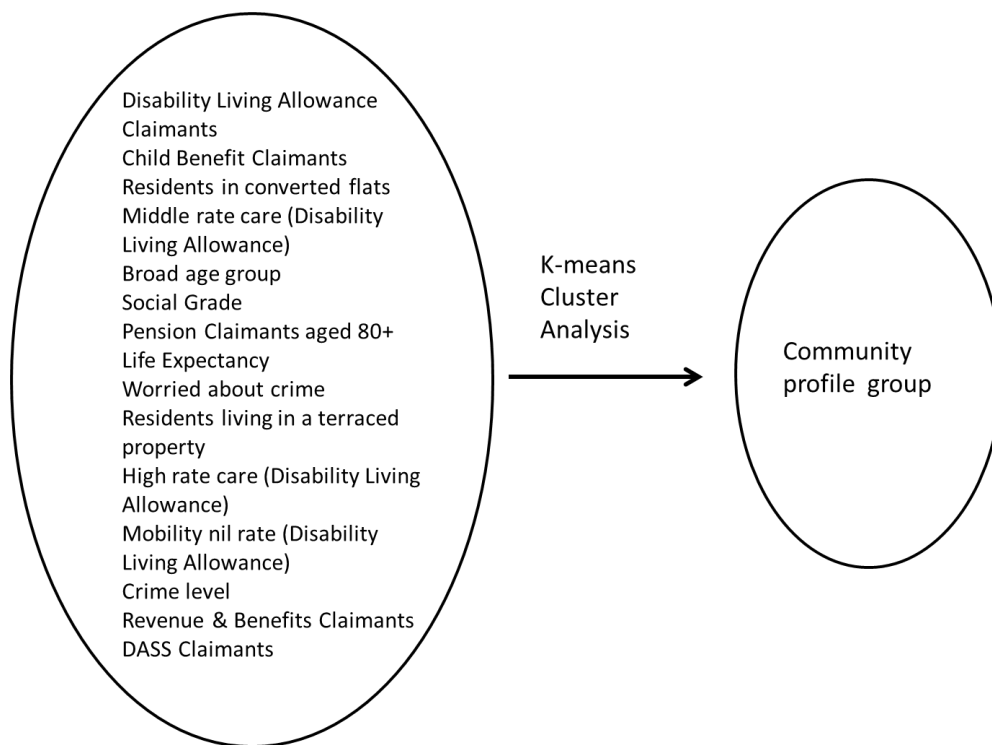 Disability Living Allowance
Claimants
Child Benefit Claimants
Residents in converted flats
Middle rate care (Disability
Living Allowance)
Broad age group
Social Grade
Pension Claimants aged 80+
Life Expectancy
Worried about crime
Residents living in a terraced
property
High rate care (Disability Living
Allowance)
Mobility nil rate (Disability
Living Allowance)
Crime level
Revenue & Benefits Claimants
DASS Claimants
K-means
Cluster
Analysis
Community
profile group